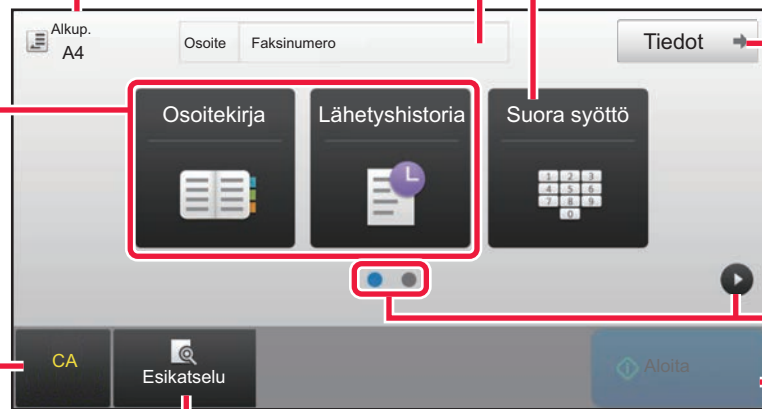 Alkup.
A4
Osoite
Faksinumero
Tiedot
Osoitekirja
Lähetyshistoria
Suora syöttö
1 2 3
4 5 6
7 8 9
0
CA
Esikatselu
Aloita